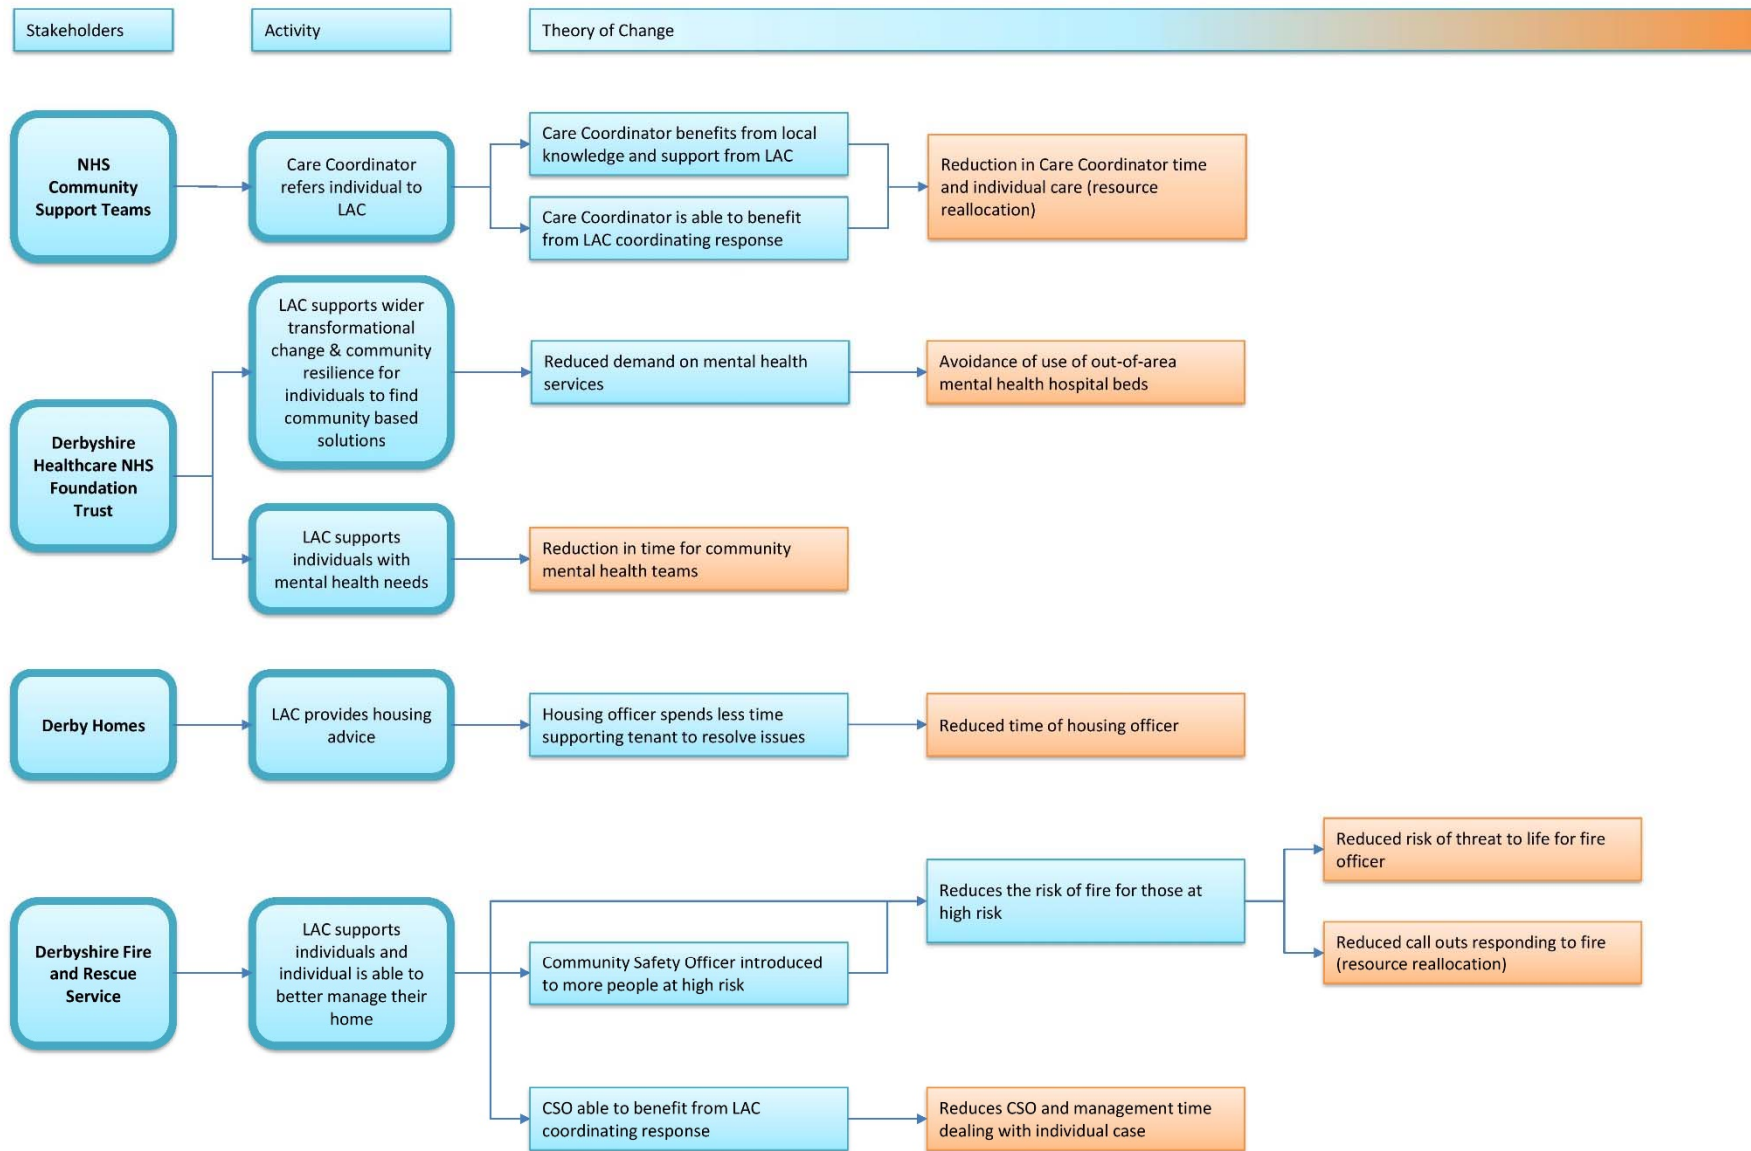 Stakeholders
Activity
Theory of Change
NHS
Community
Support Teams
Care Coordinator
refers individual to
LAC
Care Coordinator benefits from local
knowledge and support from LAC
Care Coordinator is able to benefit
from LAC coordinating response
Reduction in Care Coordinator time
and individual care (resource
reallocation)
Derbyshire
Healthcare NHS
Foundation
Trust
LAC supports wider
transformational
change & community
resilience for
individuals to find
community based
solutions
Reduced demand on mental health
services
Avoidance of use of out-of-area
mental health hospital beds
LAC supports
individuals with
mental health needs
Reduction in time for community
mental health teams
Derby Homes
LAC provides housing
advice
Housing officer spends less time
supporting tenant to resolve issues
Reduced time of housing officer
Derbyshire Fire
and Rescue
Service
LAC supports
individuals and
individual is able to
better manage their
home
Community Safety Officer introduced
to more people at high risk
Reduces the risk of fire for those at
high risk
Reduced risk of threat to life for fire
officer
Reduced call outs responding to fire
(resource reallocation)
CSO able to benefit from LAC
coordinating response
Reduces CSO and management time
dealing with individual case